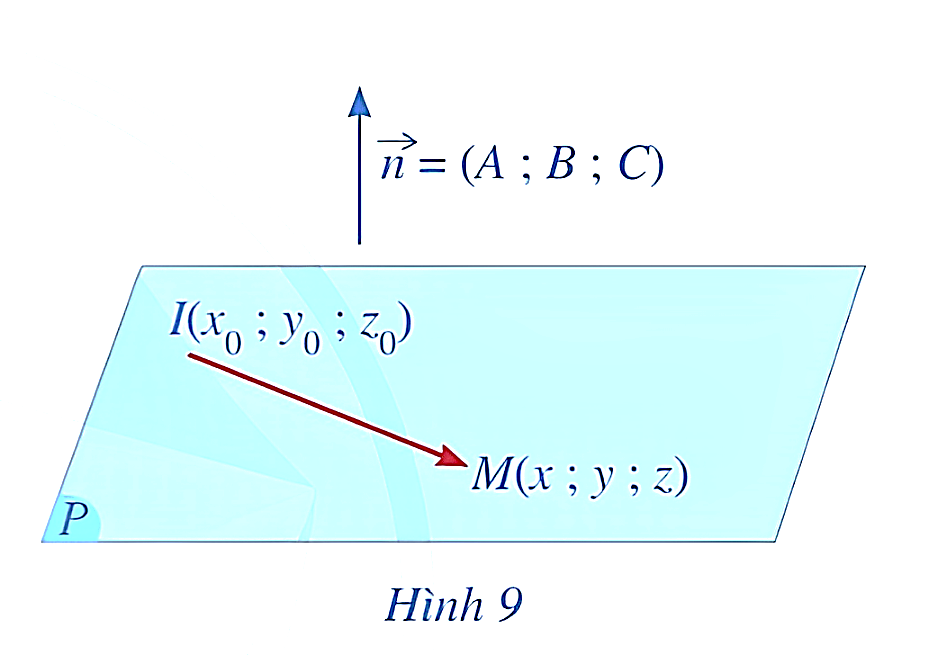 n⃗ = (A ; B ; C)
I(x₀ ; y₀ ; z₀)
M(x ; y ; z)
P
Hình 9